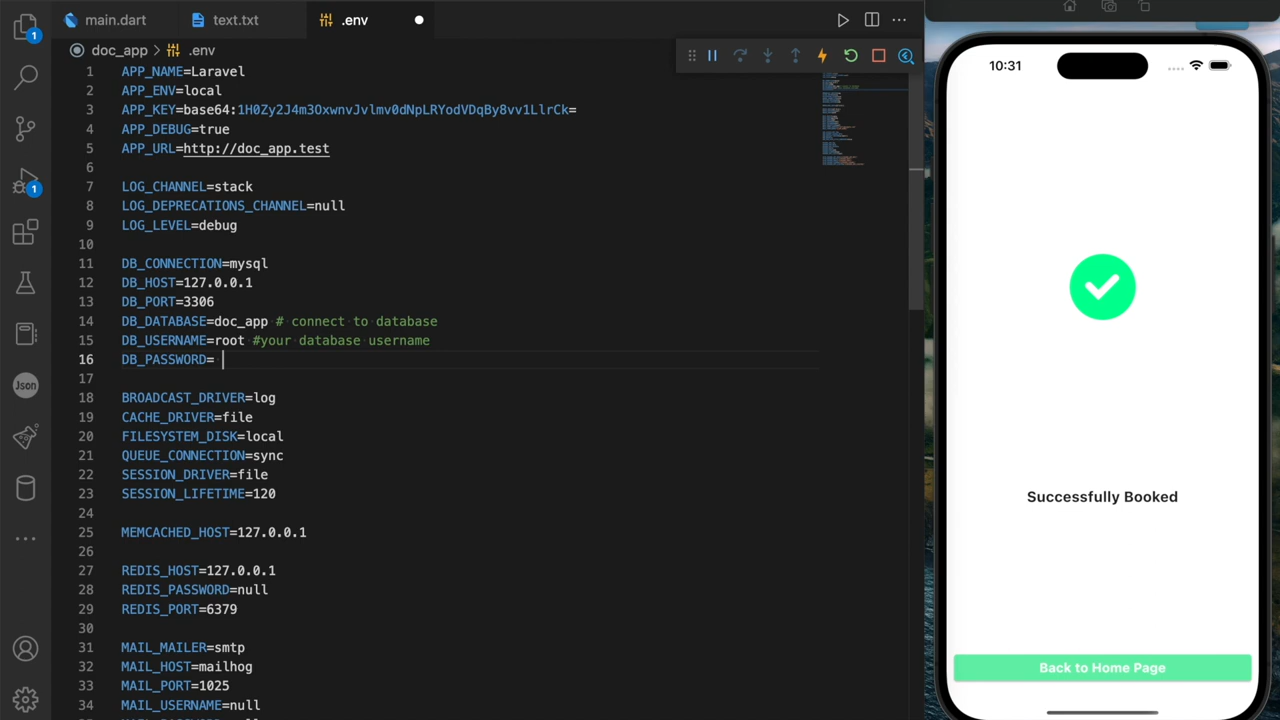 main.dart
text.txt
.env
1
doc_app > .env
1 APP_NAME=Laravel
2 APP_ENV=local
3 APP_KEY=base64:1H0Zy2J4m3OxwnvJvlmv0dNpLRYodVDqBy8vv1LlrCk=
4 APP_DEBUG=true
5 APP_URL=http://doc_app.test
6
7 LOG_CHANNEL=stack
8 LOG_DEPRECATIONS_CHANNEL=null
9 LOG_LEVEL=debug
10
11 DB_CONNECTION=mysql
12 DB_HOST=127.0.0.1
13 DB_PORT=3306
14 DB_DATABASE=doc_app # connect to database
15 DB_USERNAME=root #your database username
16 DB_PASSWORD=
17
18 BROADCAST_DRIVER=log
19 CACHE_DRIVER=file
20 FILESYSTEM_DISK=local
21 QUEUE_CONNECTION=sync
22 SESSION_DRIVER=file
23 SESSION_LIFETIME=120
24
25 MEMCACHED_HOST=127.0.0.1
26
27 REDIS_HOST=127.0.0.1
28 REDIS_PASSWORD=null
29 REDIS_PORT=6379
30
31 MAIL_MAILER=smtp
32 MAIL_HOST=mailhog
33 MAIL_PORT=1025
34 MAIL_USERNAME=null
1
Json
10:31
Successfully Booked
Back to Home Page